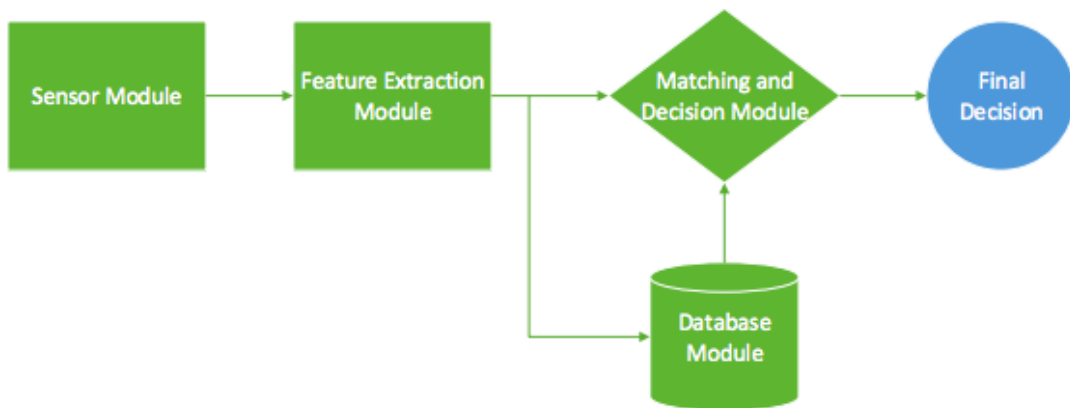 Sensor Module
Feature Extraction
Module
Matching and
Decision Module
Final
Decision
Database
Module